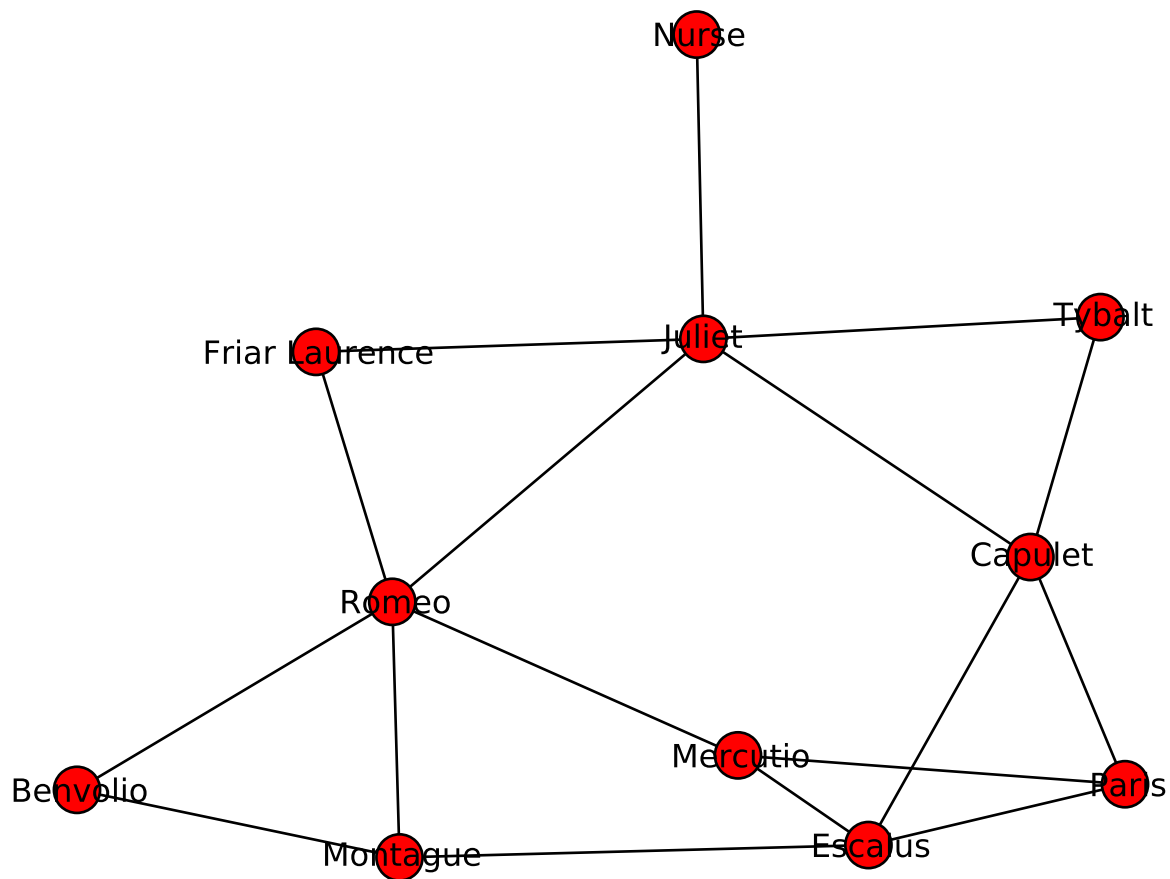 Nurse
Tybalt
Juliet
Friar Laurence
Capulet
Romeo
Mercutio
Paris
Benvolio
Escalus
Montague